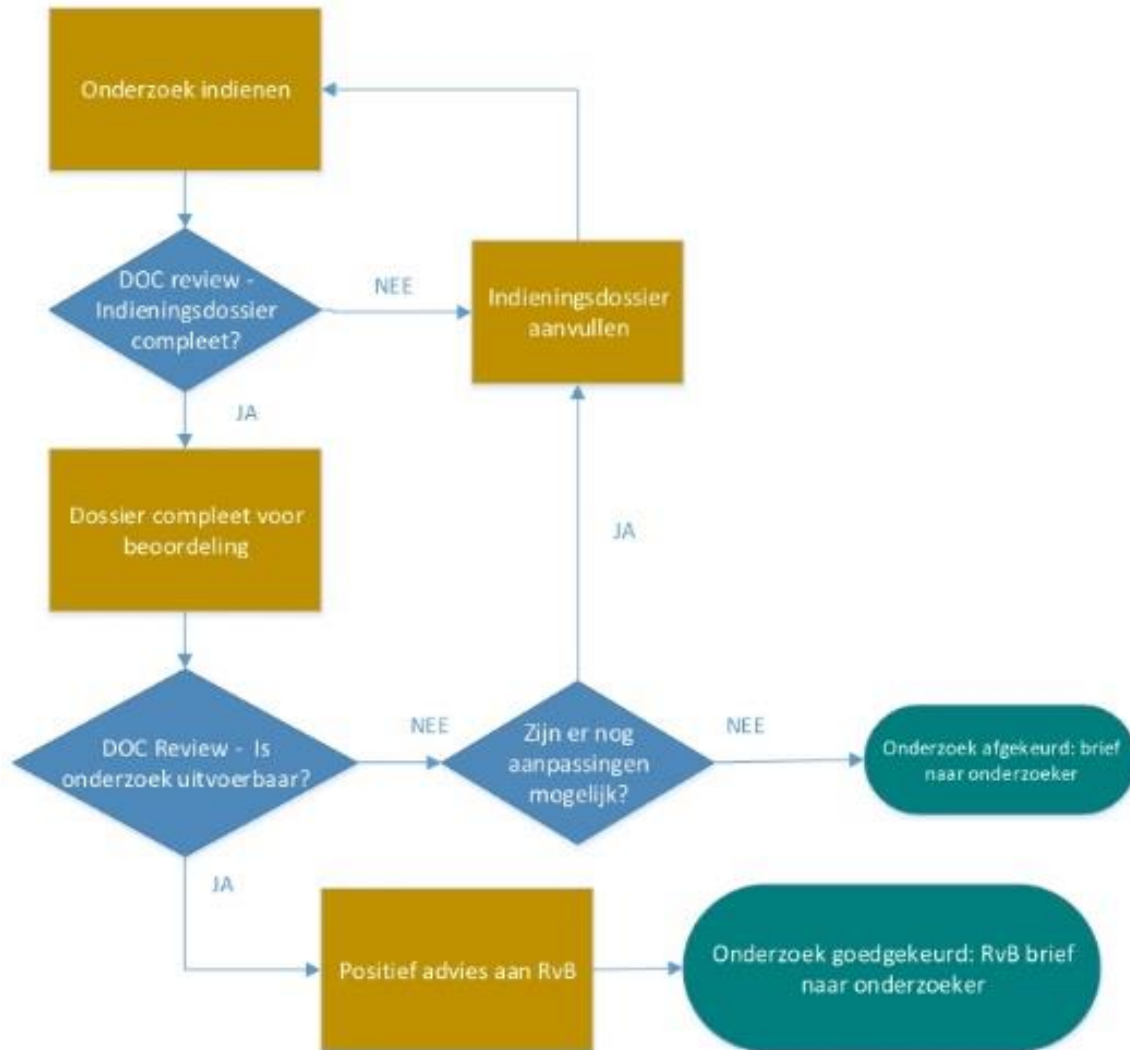 Onderzoek indienen
DOC review -
Indieningsdossier
compleet?
NEE
Indieningsdossier
aanvullen
JA
Dossier compleet voor
beoordeling
JA
DOC Review -  Is
onderzoek uitvoerbaar?
NEE
Zijn er nog
aanpassingen
mogelijk?
NEE
Onderzoek afgekeurd: brief
naar onderzoeker
JA
Positief advies aan RvB
Onderzoek goedgekeurd: RvB brief
naar onderzoeker